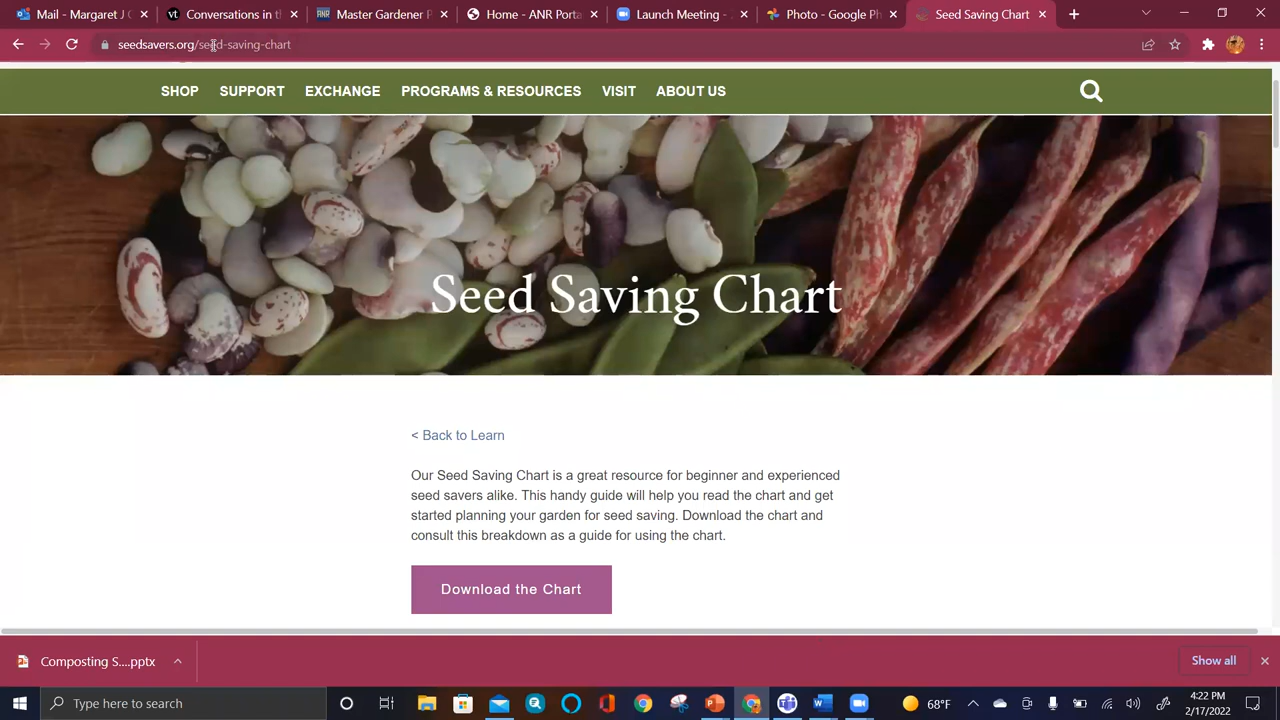 Mail - Margaret J C
vt Conversations in th
ANR Master Gardener P
Home - ANR Porta
Launch Meeting -
Photo - Google Ph
Seed Saving Chart
seedsavers.org/seed-saving-chart
SHOP SUPPORT EXCHANGE PROGRAMS & RESOURCES VISIT ABOUT US
Seed Saving Chart
< Back to Learn
Our Seed Saving Chart is a great resource for beginner and experienced
seed savers alike. This handy guide will help you read the chart and get
started planning your garden for seed saving. Download the chart and
consult this breakdown as a guide for using the chart.
Download the Chart
Composting S....pptx
Show all
Type here to search
68°F
4:22 PM
2/17/2022